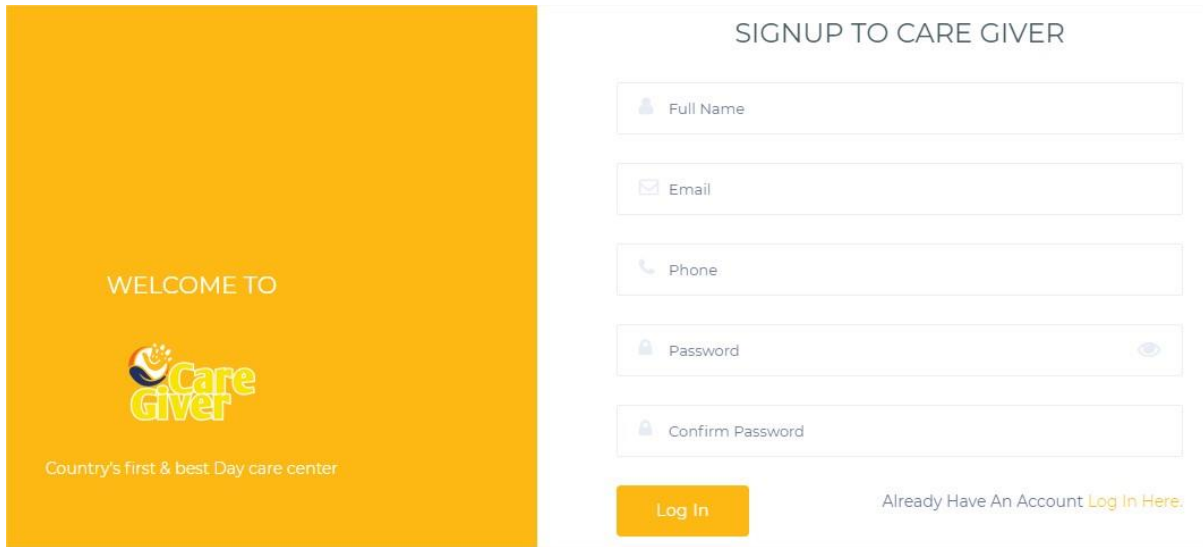 WELCOME TO
Care
Giver
Country's first & best Day care center
SIGNUP TO CARE GIVER
Full Name
Email
Phone
Password
Confirm Password
Log In
Already Have An Account Log In Here.